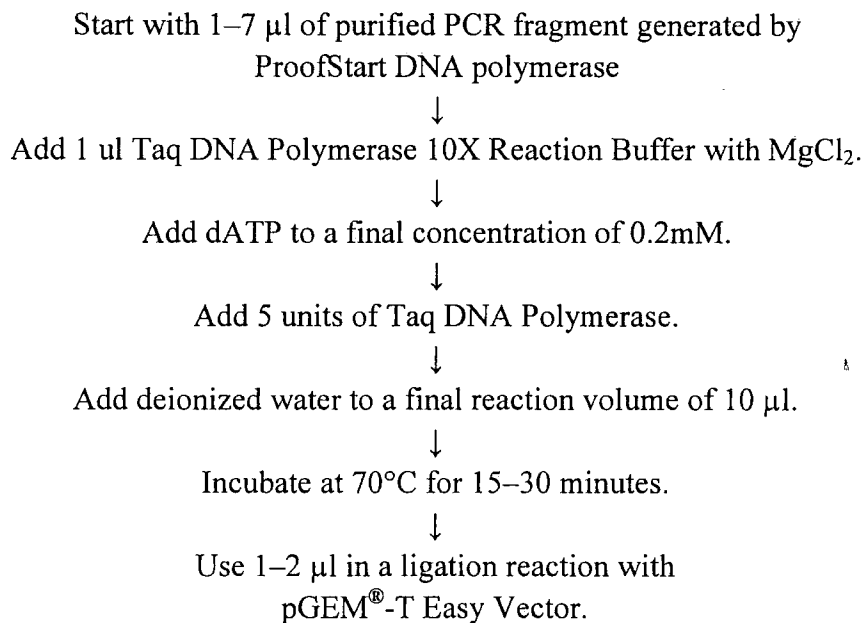 Start with 1–7 µl of purified PCR fragment generated by
ProofStart DNA polymerase
↓
Add 1 ul Taq DNA Polymerase 10X Reaction Buffer with MgCl₂.
↓
Add dATP to a final concentration of 0.2mM.
↓
Add 5 units of Taq DNA Polymerase.
↓
Add deionized water to a final reaction volume of 10 µl.
↓
Incubate at 70°C for 15–30 minutes.
↓
Use 1–2 µl in a ligation reaction with
pGEM®-T Easy Vector.